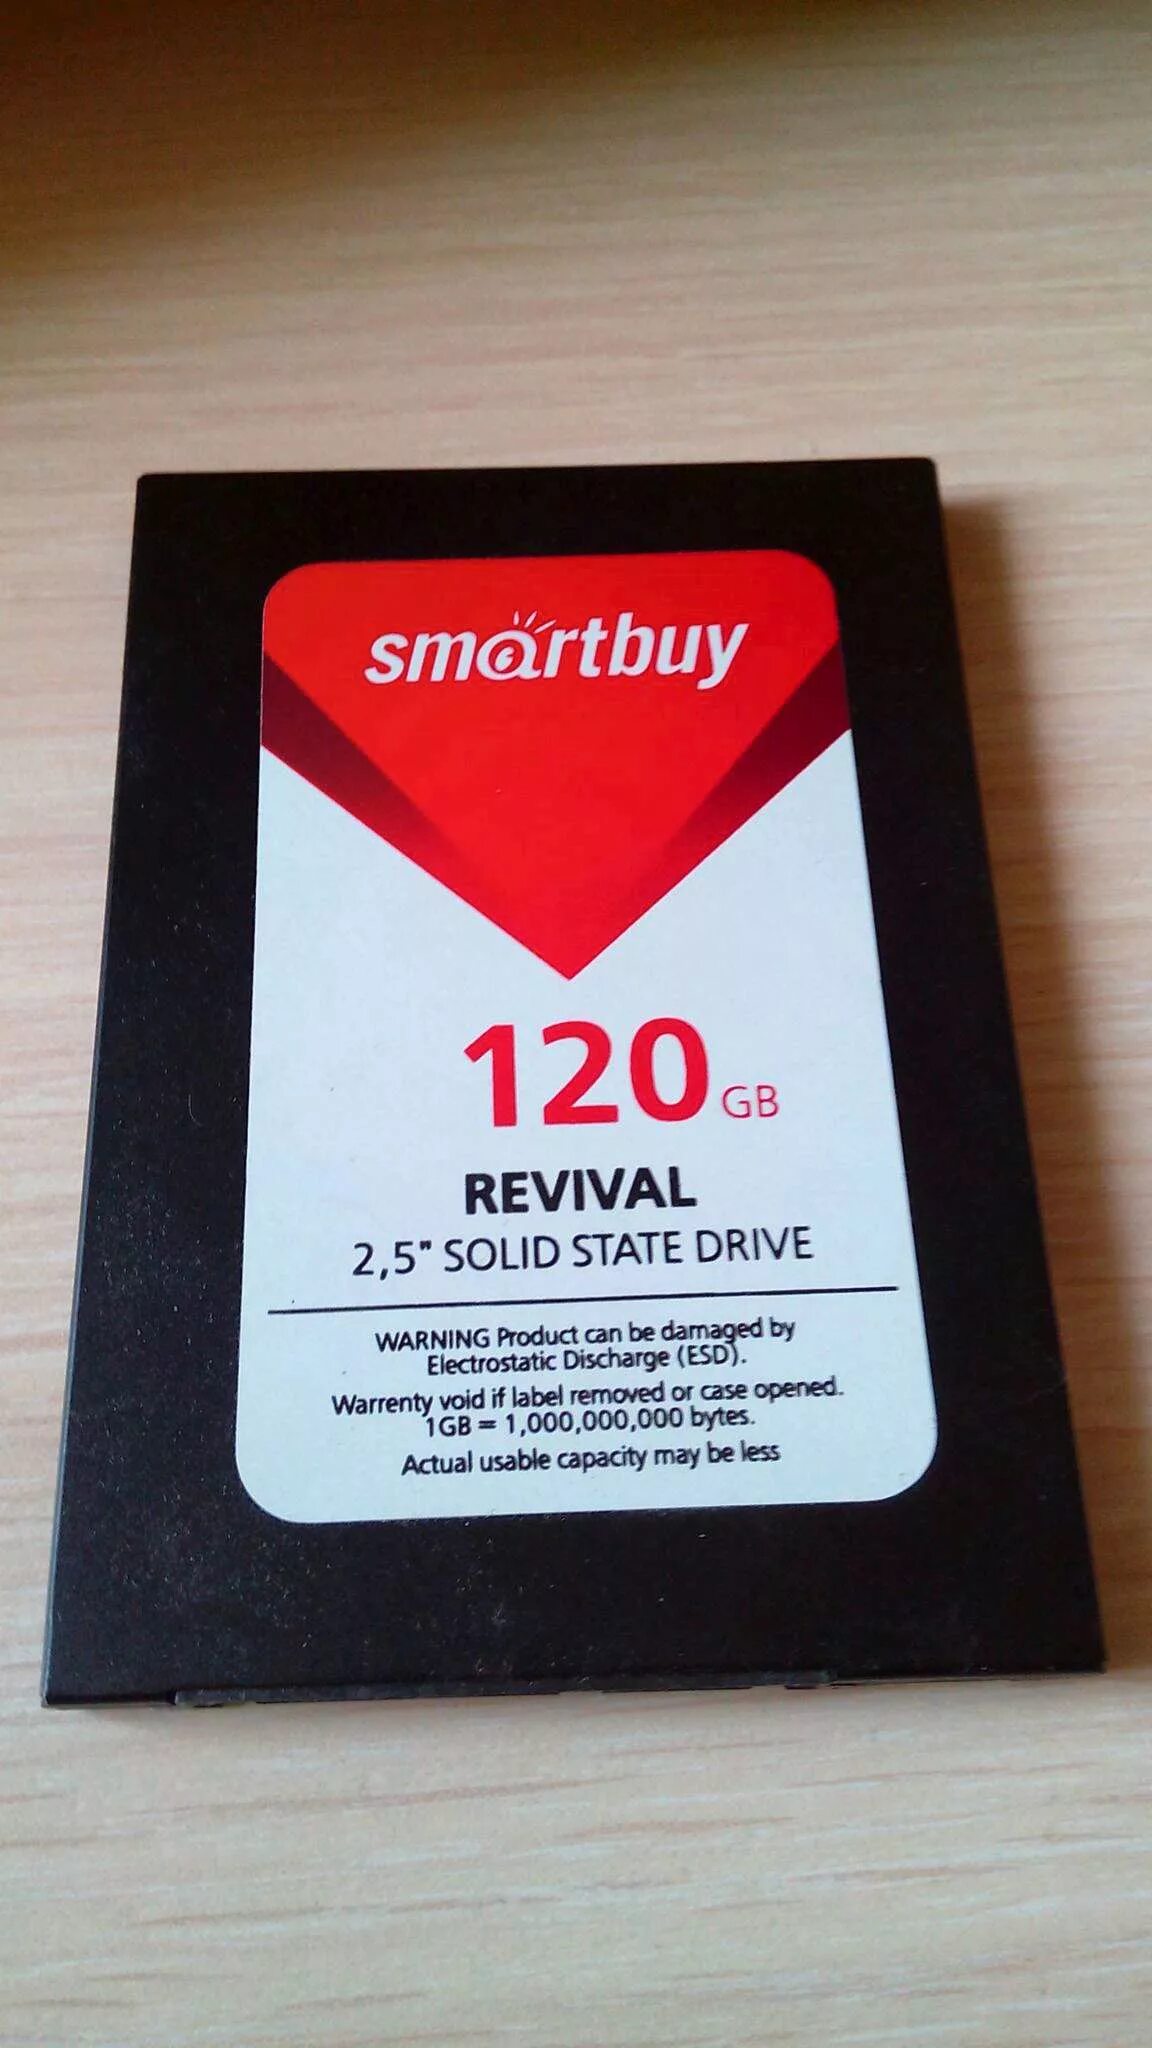 smartbuy
120 GB
REVIVAL
2,5" SOLID STATE DRIVE
WARNING Product can be damaged by
Electrostatic Discharge (ESD).
Warrenty void if label removed or case opened.
1GB = 1,000,000,000 bytes.
Actual usable capacity may be less